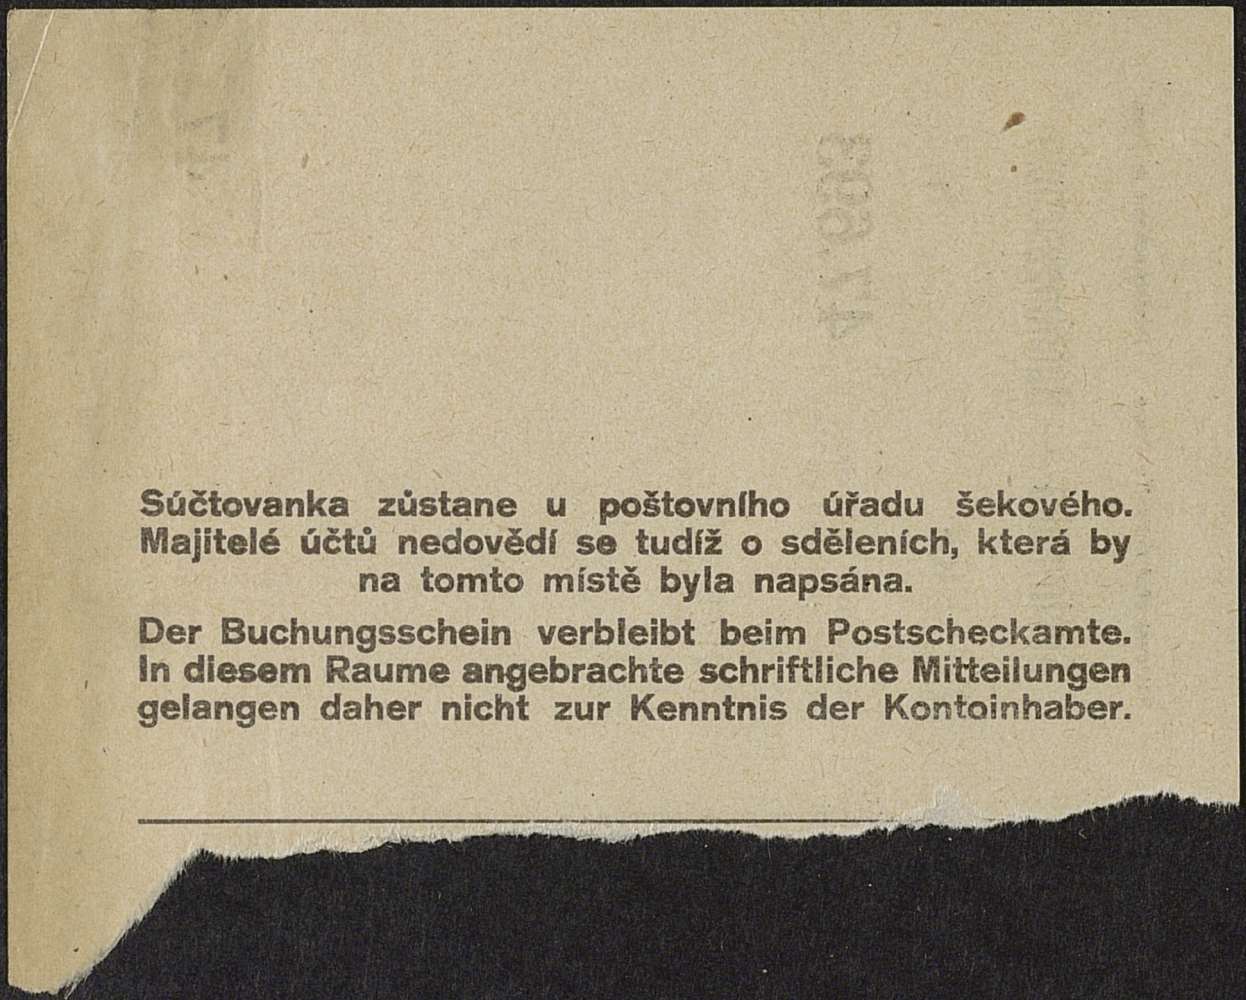 Súčtovanka zůstane u poštovního úřadu šekového.
Majitelé účtů nedovědí se tudíž o sděleních, která by
na tomto místě byla napsána.
Der Buchungsschein verbleibt beim Postscheckamte.
In diesem Raume angebrachte schriftliche Mitteilungen
gelangen daher nicht zur Kenntnis der Kontoinhaber.